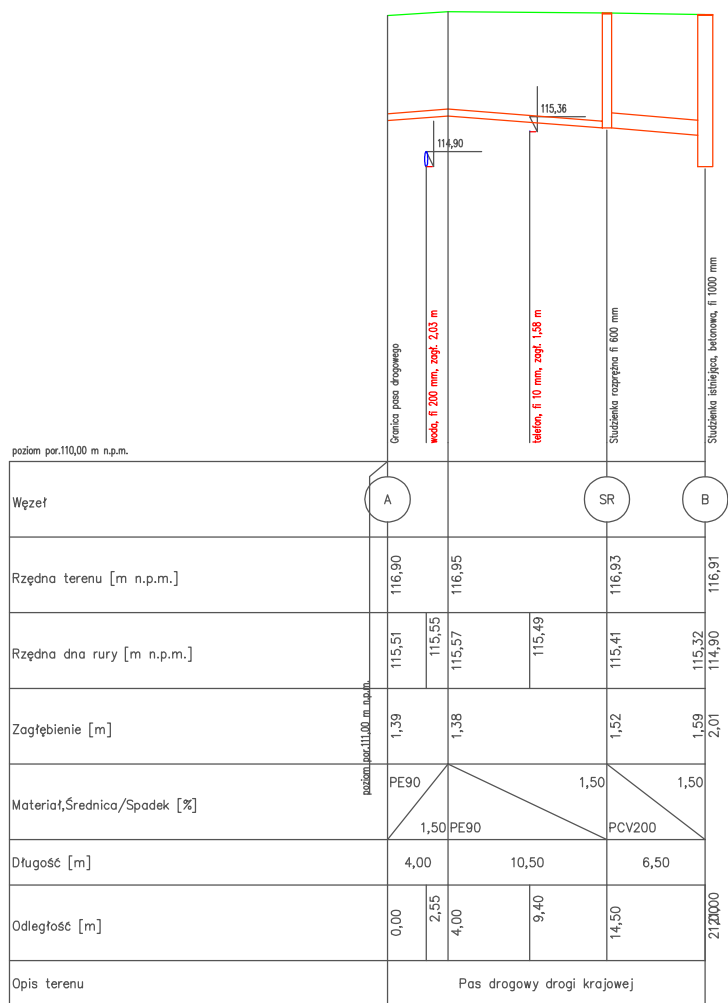 115,36
114,90
Granica pasa drogowego
woda, fi 200 mm, zagł. 2,03 m
telefon, fi 10 mm, zagł. 1,58 m
Studzienka rozprężna fi 600 mm
Studzienka istniejąca, betonowa, fi 1000 mm
poziom por.110,00 m n.p.m.
Węzeł
A
SR
B
Rzędna terenu [m n.p.m.]
116,90
116,95
116,93
116,91
Rzędna dna rury [m n.p.m.]
115,51
115,55
115,57
115,49
115,41
115,32
114,90
poziom por.111,00 m n.p.m.
Zagłębienie [m]
1,39
1,38
1,52
1,59
2,01
Materiał,Średnica/Spadek [%]
PE90
1,50
PE90
1,50
PCV200
1,50
Długość [m]
4,00
10,50
6,50
Odległość [m]
0,00
2,55
4,00
9,40
14,50
Opis terenu
Pas drogowy drogi krajowej